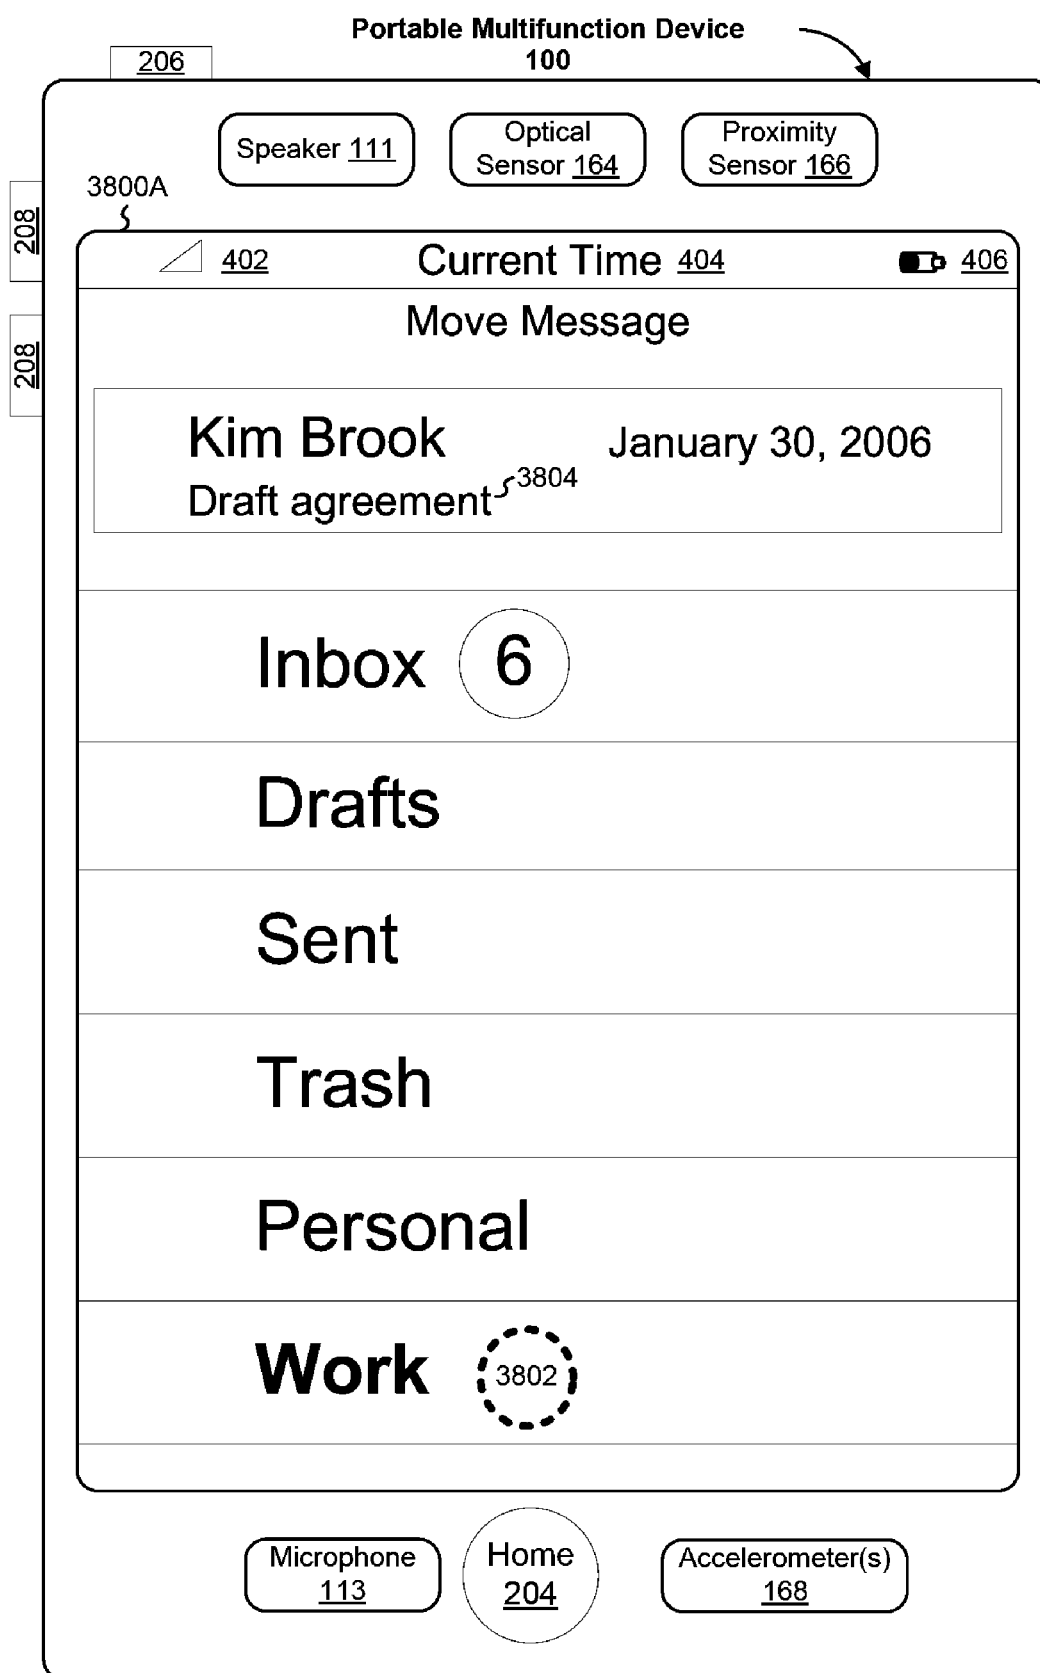 Portable Multifunction Device
100
206
Speaker 111
Optical
Sensor 164
Proximity
Sensor 166
3800A
208
208
402
Current Time 404
406
Move Message
Kim Brook
January 30, 2006
Draft agreement
3804
Inbox 6
Drafts
Sent
Trash
Personal
Work 3802
Microphone
113
Home
204
Accelerometer(s)
168